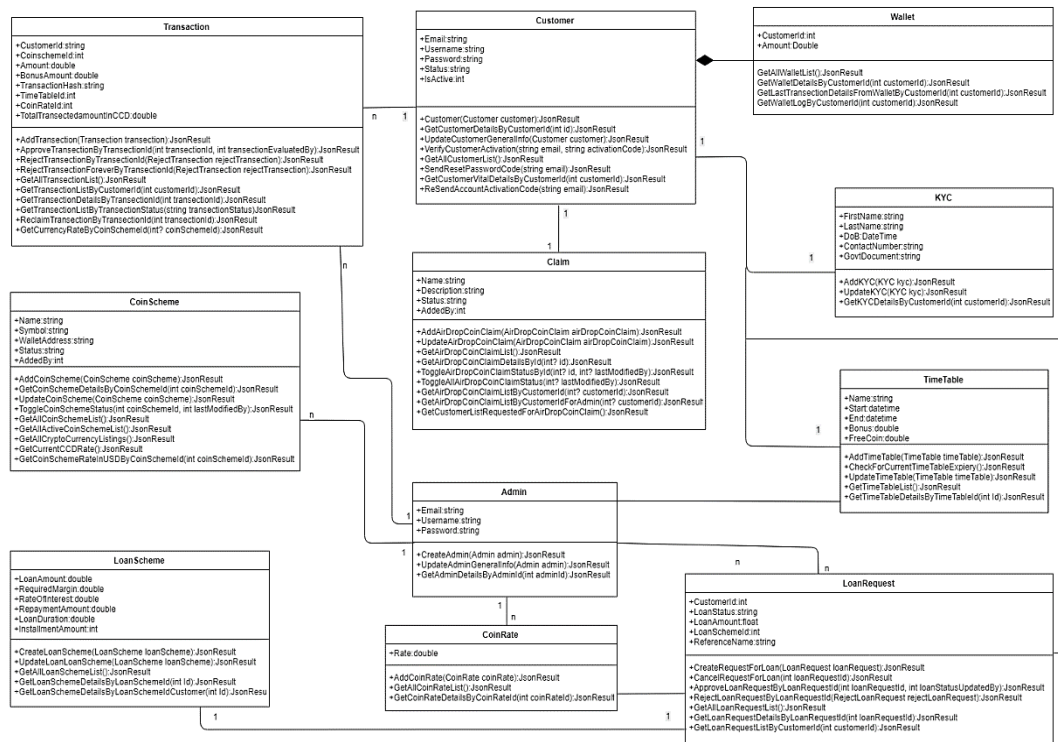 Transaction
+CustomerId:string
+CoinschemeId:int
+Amount:double
+BonusAmount:double
+TransactionHash:string
+TimeTableId:int
+CoinRateId:int
+TotalTransectedamountInCCD:double
+AddTransection(Transection transection):JsonResult
+ApproveTransectionByTransectionId(int transectionId, int transectionEvaluatedBy):JsonResult
+RejectTransectionByTransectionId(RejectTransection rejectTransection):JsonResult
+RejectTransectionForeverByTransectionId(RejectTransection rejectTransection):JsonResult
+GetAllTransectionList():JsonResult
+GetTransectionListByCustomerId(int customerId):JsonResult
+GetTransectionDetailsByTransectionId(int transectionId):JsonResult
+GetTransectionListByTransectionStatus(string transectionStatus)JsonResult
+ReclaimTransectionByTransectionId(int transectionId):JsonResult
+GetCurrencyRateByCoinSchemeId(int? coinSchemeId):JsonResult
Customer
+Email:string
+Username:string
+Password:string
+Status:string
+IsActive:int
+Customer(Customer customer):JsonResult
+GetCustomerDetailsByCustomerId(int id):JsonResult
+UpdateCustomerGeneralInfo(Customer customer):JsonResult
+VerifyCustomerActivation(string email, string activationCode):JsonResult
+GetAllCustomerList():JsonResult
+SendResetPasswordCode(string email):JsonResult
+GetCustomerVitalDetailsByCustomerId(int customerId):JsonResult
+ReSendAccountActivationCode(string email):JsonResult
Wallet
+CustomerId:int
+Amount:Double
GetAllWalletList():JsonResult
GetWalletDetailsByCustomerId(int customerId):JsonResult
GetLastTransectionDetailsFromWalletByCustomerId(int customerId):JsonResult
GetWalletLogByCustomerId(int customerId):JsonResult
n
1
1
1
1
KYC
+FirstName:string
+LastName:string
+DoB:DateTime
+ContactNumber:string
+GovtDocument:string
+AddKYC(KYC kyc):JsonResult
+UpdateKYC(KYC kyc):JsonResult
+GetKYCDetailsByCustomerId(int customerId):JsonResult
1
n
Claim
+Name:string
+Description:string
+Status:string
+AddedBy:int
+AddAirDropCoinClaim(AirDropCoinClaim airDropCoinClaim):JsonResult
+UpdateAirDropCoinClaim(AirDropCoinClaim airDropCoinClaim):JsonResult
+GetAirDropCoinClaimList():JsonResult
+GetAirDropCoinClaimDetailsById(int? id):JsonResult
+ToggleAirDropCoinClaimStatusById(int? id, int? lastModifiedBy):JsonResult
+ToggleAllAirDropCoinClaimStatus(int? lastModifiedBy):JsonResult
+GetAirDropCoinClaimListByCustomerId(int? customerId):JsonResult
+GetAirDropCoinClaimListByCustomerIdForAdmin(int? customerId):JsonResult
+GetCustomerListRequestedForAirDropCoinClaim():JsonResult
CoinScheme
+Name:string
+Symbol:string
+WalletAddress:string
+Status:string
+AddedBy:int
+AddCoinScheme(CoinScheme coinScheme):JsonResult
+GetCoinSchemeDetailsByCoinSchemeId(int coinSchemeId):JsonResult
+UpdateCoinScheme(CoinScheme coinScheme):JsonResult
+ToggleCoinSchemeStatus(int coinSchemeId, int lastModifiedBy):JsonResult
+GetAllCoinSchemeList():JsonResult
+GetAllActiveCoinSchemeList():JsonResult
+GetAllCryptoCurrencyListings():JsonResult
+GetCurrentCCDRate():JsonResult
+GetCoinSchemeRateInUSDByCoinSchemeId(int coinSchemeId):JsonResult
n
TimeTable
+Name:string
+Start:datetime
+End:datetime
+Bonus:double
+FreeCoin:double
+AddTimeTable(TimeTable timeTable):JsonResult
+CheckForCurrentTimeTableExpiery():JsonResult
+UpdateTimeTable(TimeTable timeTable):JsonResult
+GetTimeTableList():JsonResult
+GetTimeTableDetailsByTimeTableId(int Id):JsonResult
1
Admin
+Email:string
+Username:string
+Password:string
+CreateAdmin(Admin admin):JsonResult
+UpdateAdminGeneralInfo(Admin admin):JsonResult
+GetAdminDetailsByAdminId(int adminId):JsonResult
1
1
n
n
1
n
LoanScheme
+LoanAmount:double
+RequiredMargin:double
+RateOfInterest:double
+RepaymentAmount:double
+LoanDuration:double
+InstallmentAmount:int
+CreateLoanScheme(LoanScheme loanScheme):JsonResult
+UpdateLoanLoanScheme(LoanScheme loanScheme):JsonResult
+GetAllLoanSchemeList():JsonResult
+GetLoanSchemeDetailsByLoanSchemeId(int Id):JsonResult
+GetLoanSchemeDetailsByLoanSchemeIdCustomer(int Id):JsonResu
CoinRate
+Rate:double
+AddCoinRate(CoinRate coinRate):JsonResult
+GetAllCoinRateList():JsonResult
+GetCoinRateDetailsByCoinRateId(int coinRateId):JsonResult
LoanRequest
+CustomerId:int
+LoanStatus:string
+LoanAmount:float
+LoanSchemeId:int
+ReferenceName:string
+CreateRequestForLoan(LoanRequest loanRequest):JsonResult
+CancelRequestForLoan(int loanRequestId):JsonResult
+ApproveLoanRequestByLoanRequestId(int loanRequestId, int loanStatusUpdatedBy):JsonResult
+RejectLoanRequestByLoanRequestId(RejectLoanRequest rejectLoanRequest):JsonResult
+GetAllLoanRequestList():JsonResult
+GetLoanRequestDetailsByLoanRequestId(int loanRequestId):JsonResult
+GetLoanRequestListByCustomerId(int customerId):JsonResult
1
1